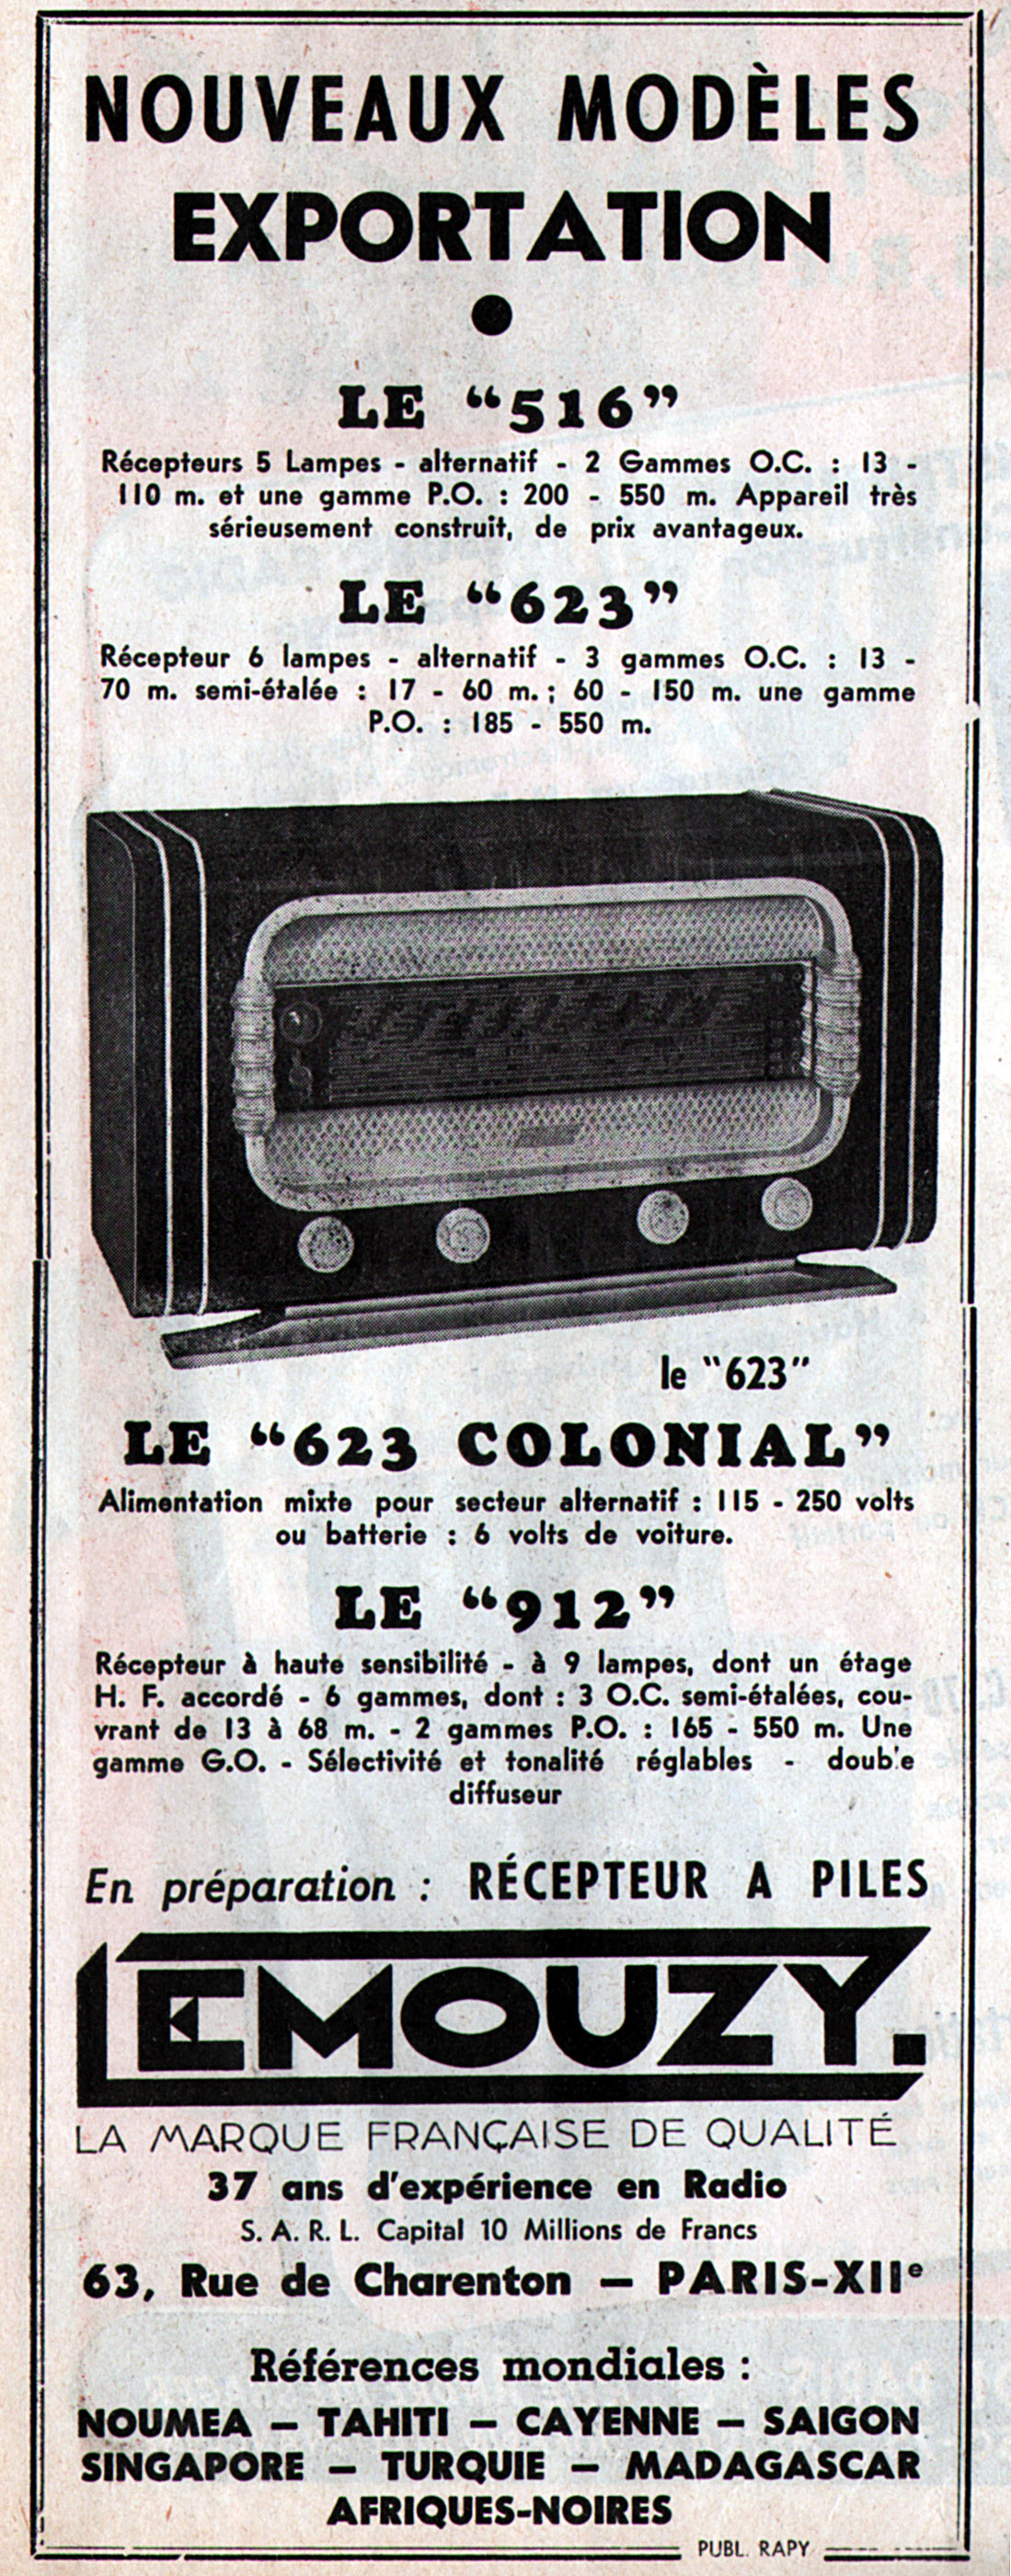 NOUVEAUX MODÈLES
EXPORTATION
LE “516”
Récepteurs 5 Lampes - alternatif - 2 Gammes O.C. : 13 -
110 m. et une gamme P.O. : 200 - 550 m. Appareil très
sérieusement construit, de prix avantageux.
LE “623”
Récepteur 6 lampes - alternatif - 3 gammes O.C. : 13 -
70 m. semi-étalée : 17 - 60 m. ; 60 - 150 m. une gamme
P.O. : 185 - 550 m.
le "623"
LE “623 COLONIAL”
Alimentation mixte pour secteur alternatif : 115 - 250 volts
ou batterie : 6 volts de voiture.
LE “912”
Récepteur à haute sensibilité - à 9 lampes, dont un étage
H. F. accordé - 6 gammes, dont : 3 O.C. semi-étalées, cou-
vrant de 13 à 68 m. - 2 gammes P.O. : 165 - 550 m. Une
gamme G.O. - Sélectivité et tonalité réglables - doub'e
diffuseur
En préparation : RÉCEPTEUR A PILES
LEMOUZY.
LA MARQUE FRANÇAISE DE QUALITÉ
37 ans d'expérience en Radio
S. A. R. L. Capital 10 Millions de Francs
63, Rue de Charenton — PARIS-XIIe
Références mondiales :
NOUMEA — TAHITI — CAYENNE — SAIGON
SINGAPORE — TURQUIE — MADAGASCAR
AFRIQUES-NOIRES
PUBL. RAPY